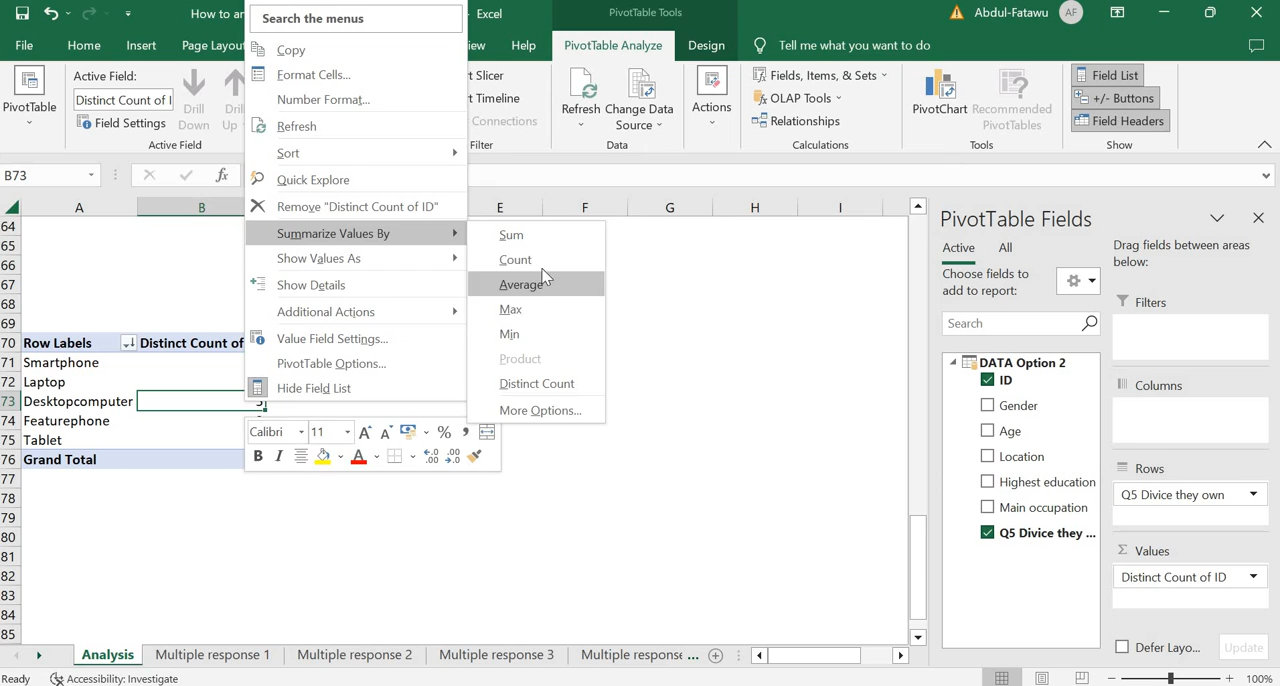 How to ar
Excel
PivotTable Tools
Abdul-Fatawu
AF
Search the menus
File
Home
Insert
Page Layou
iew
Help
PivotTable Analyze
Design
Tell me what you want to do
PivotTable
Active Field:
Distinct Count of I
Field Settings
Drill
Down
Dril
Up
Active Field
t Slicer
t Timeline
Connections
Filter
Refresh
Change Data
Source
Data
Actions
Fields, Items, & Sets
OLAP Tools
Relationships
Calculations
PivotChart
Recommended
PivotTables
Tools
Field List
+/- Buttons
Field Headers
Show
B73
fx
Copy
Format Cells...
Number Format...
Refresh
Sort
Quick Explore
Remove "Distinct Count of ID"
Summarize Values By
Show Values As
Show Details
Additional Actions
Value Field Settings...
PivotTable Options...
Hide Field List
Sum
Count
Average
Max
Min
Product
Distinct Count
More Options...
Calibri
11
A
A
%
,
B
I
A
.00
A
B
E
F
G
H
I
64
65
66
67
68
69
70 Row Labels Distinct Count of
71 Smartphone
72 Laptop
73 Desktopcomputer
74 Featurephone
75 Tablet
76 Grand Total
77
78
79
80
81
82
83
84
85
PivotTable Fields
Active
All
Choose fields to
add to report:
Search
DATA Option 2
ID
Gender
Age
Location
Highest education
Main occupation
Q5 Divice they ...
Drag fields between areas
below:
Filters
Columns
Rows
Q5 Divice they own
Σ Values
Distinct Count of ID
Defer Layo...
Update
Analysis
Multiple response 1
Multiple response 2
Multiple response 3
Multiple response ...
Ready
Accessibility: Investigate
100%